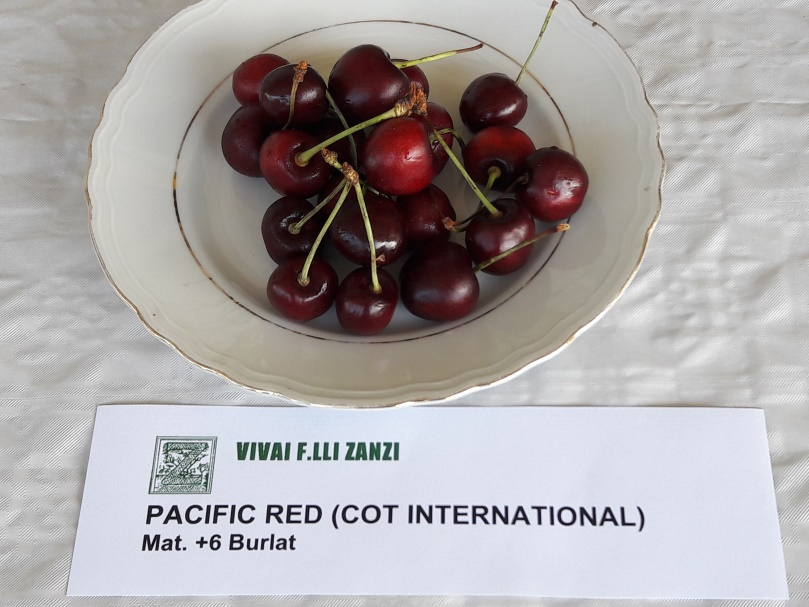 VIVAI F.LLI ZANZI
PACIFIC RED (COT INTERNATIONAL)
Mat. +6 Burlat